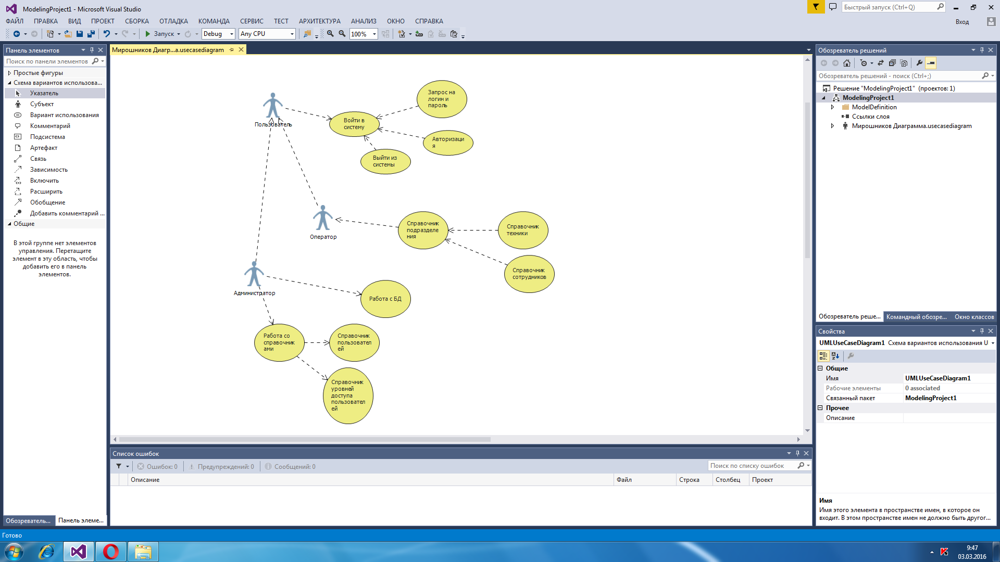 ModelingProject1 - Microsoft Visual Studio
Быстрый запуск (Ctrl+Q)
ФАЙЛ ПРАВКА ВИД ПРОЕКТ СБОРКА ОТЛАДКА КОМАНДА СЕРВИС ТЕСТ АРХИТЕКТУРА АНАЛИЗ ОКНО СПРАВКА
Вход
Запуск Debug Any CPU 100%
Панель элементов
Поиск по панели элементов
Простые фигуры
Схема вариантов использова...
Указатель
Субъект
Вариант использования
Комментарий
Подсистема
Артефакт
Связь
Зависимость
Включить
Расширить
Обобщение
Добавить комментарий ...
Общие
В этой группе нет элементов
управления. Перетащите
элемент в эту область, чтобы
добавить его в панель
элементов.
Обозреватель... Панель элеме...
Мирошников Диагр...a.usecasediagram
Пользователь
Войти в
систему
Запрос на
логин и
пароль
Авторизаци
я
Выйти из
системы
Оператор
Справочник
подразделе
ния
Справочник
техники
Справочник
сотрудников
Администратор
Работа с БД
Работа со
справочник
ами
Справочник
пользовател
ей
Справочник
уровней
доступа
пользовател
ей
Список ошибок
Ошибок: 0 Предупреждений: 0 Сообщений: 0
Поиск по списку ошибок
Описание Файл Строка Столбец Проект
Обозреватель решений
Обозреватель решений - поиск (Ctrl+;)
Решение "ModelingProject1" (проектов: 1)
ModelingProject1
ModelDefinition
Ссылки слоя
Мирошников Диаграмма.usecasediagram
Обозреватель реше... Командный обозре... Окно классов
Свойства
UMLUseCaseDiagram1 Схема вариантов использования U
Общие
Имя UMLUseCaseDiagram1
Рабочие элементы 0 associated
Связанный пакет ModelingProject1
Прочее
Описание
Имя
Имя этого элемента в пространстве имен, в которое он
входит. В этом пространстве имен не должно быть другог...
Готово
9:47
03.03.2016